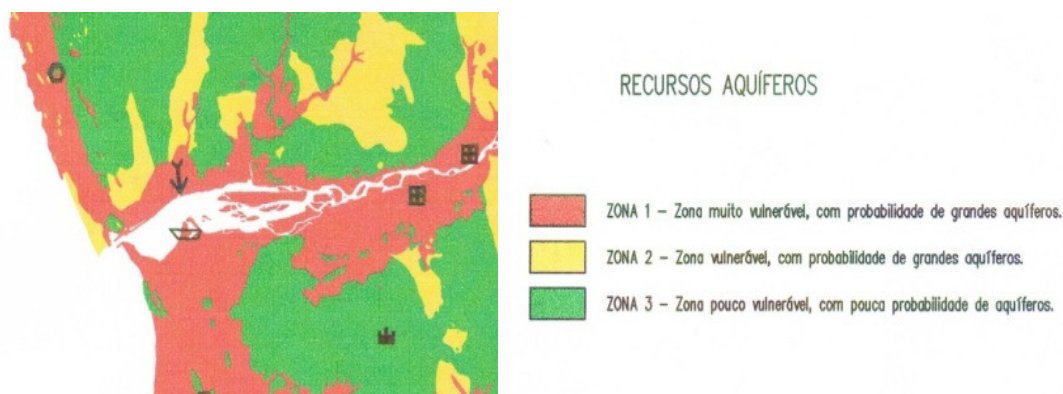 RECURSOS AQUÍFEROS
ZONA 1 – Zona muito vulnerável, com probabilidade de grandes aquíferos.
ZONA 2 – Zona vulnerável, com probabilidade de grandes aquíferos.
ZONA 3 – Zona pouco vulnerável, com pouca probabilidade de aquíferos.